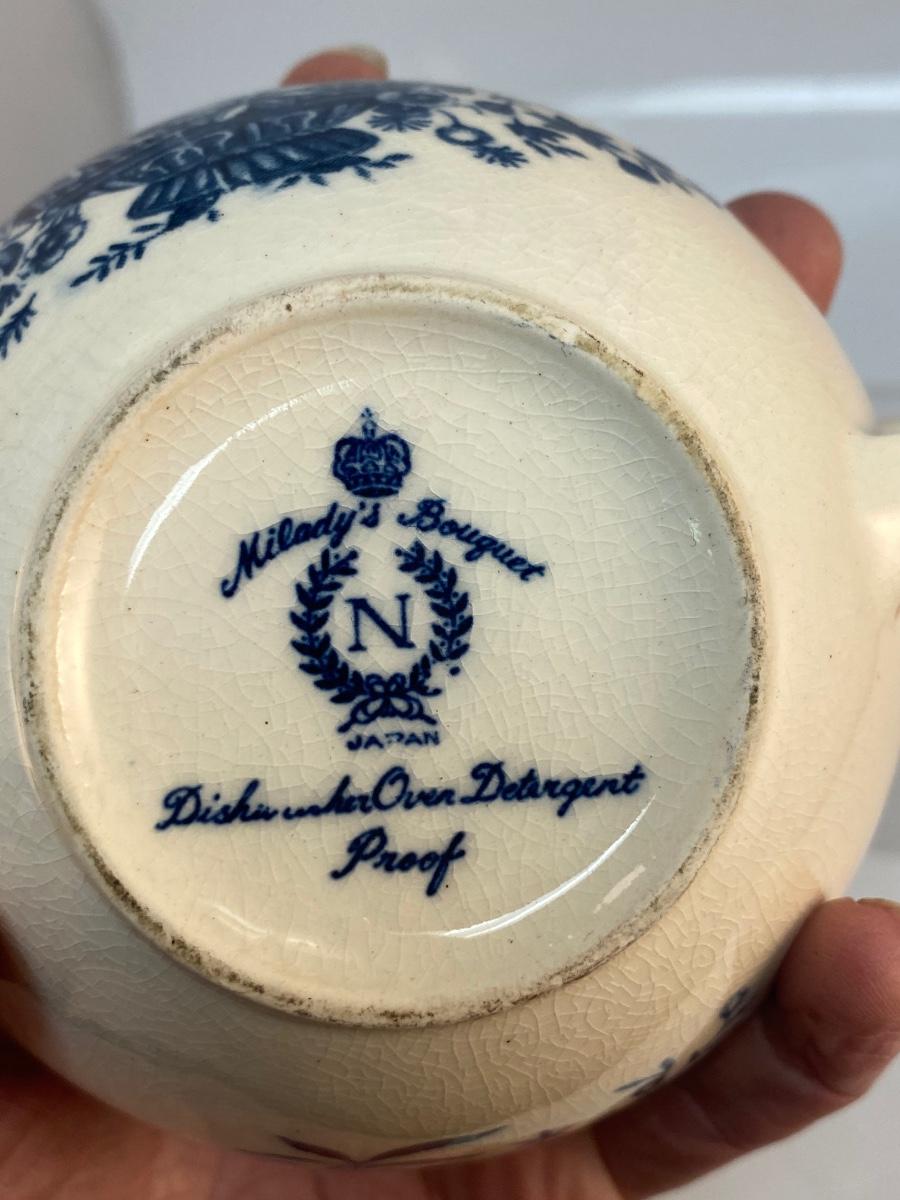 Milady's Bouquet
N
JAPAN
Dishwasher Oven Detergent
Proof